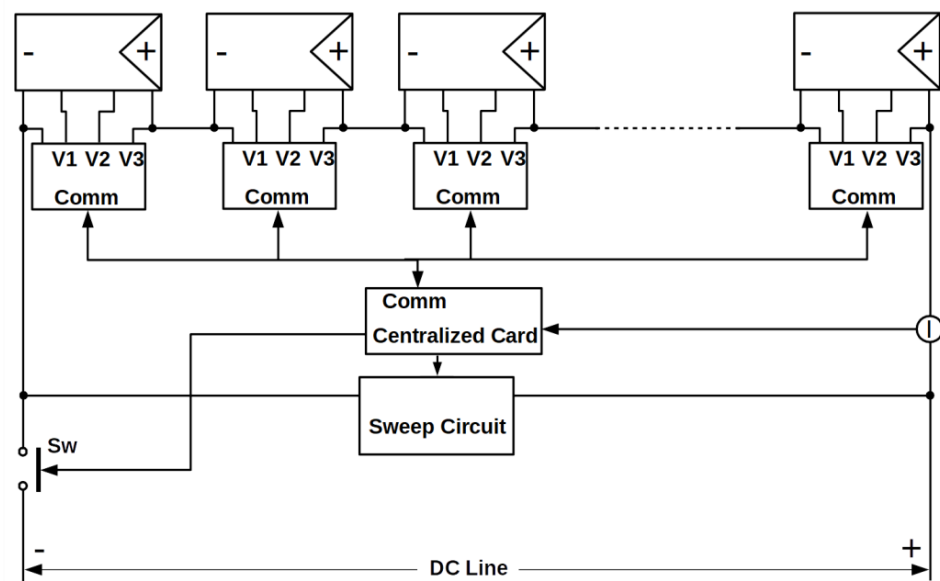 - + - + - + - +
V1 V2 V3 V1 V2 V3 V1 V2 V3 V1 V2 V3
Comm Comm Comm Comm
Comm
Centralized Card
I
Sweep Circuit
Sw
- +
DC Line